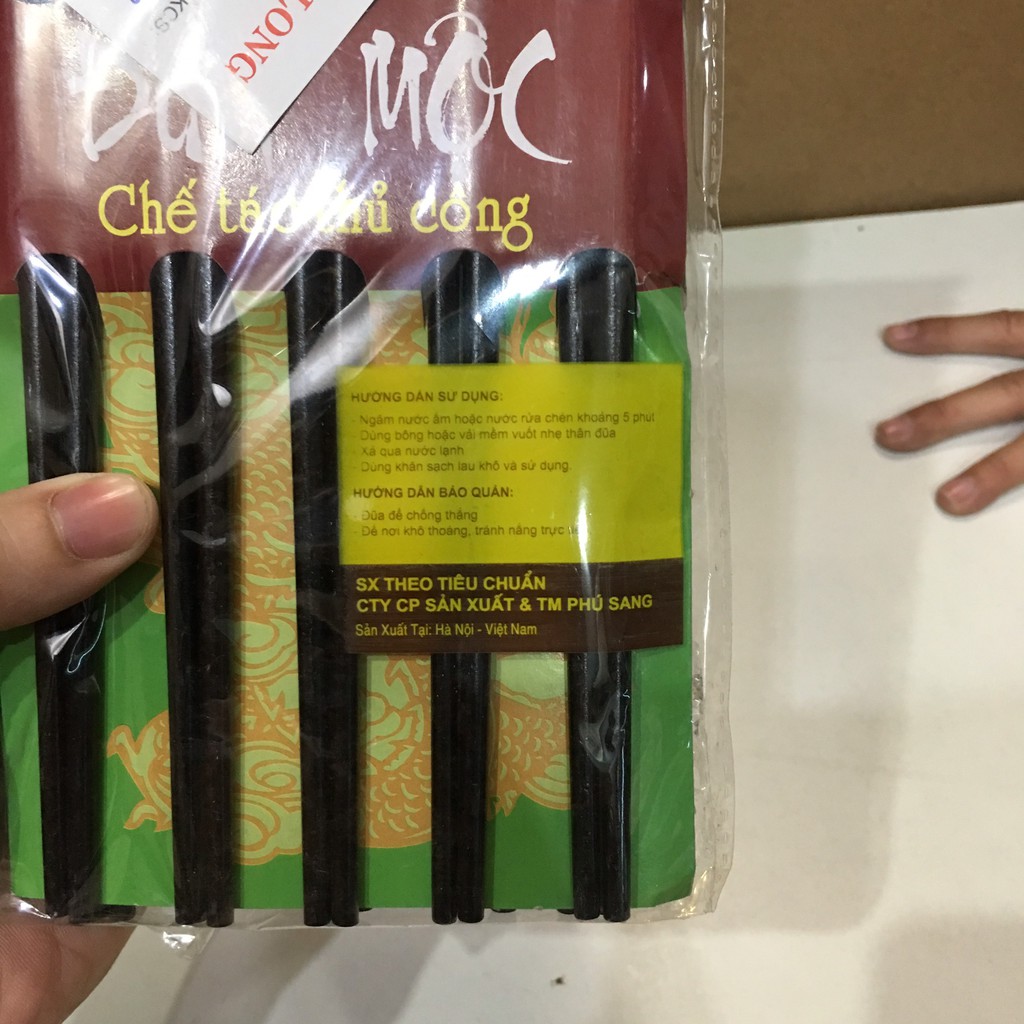 LONG
MỘC
Chế tác thủ công
HƯỚNG DẪN SỬ DỤNG:
- Ngâm nước ấm hoặc nước rửa chén khoảng 5 phút
- Dùng bông hoặc vải mềm vuốt nhẹ thân đũa
- Xả qua nước lạnh
- Dùng khăn sạch lau khô và sử dụng.
HƯỚNG DẪN BẢO QUẢN:
- Đũa để chống thẳng
- Để nơi khô thoáng, tránh nắng trực
SX THEO TIÊU CHUẨN
CTY CP SẢN XUẤT & TM PHÚ SANG
Sản Xuất Tại: Hà Nội - Việt Nam